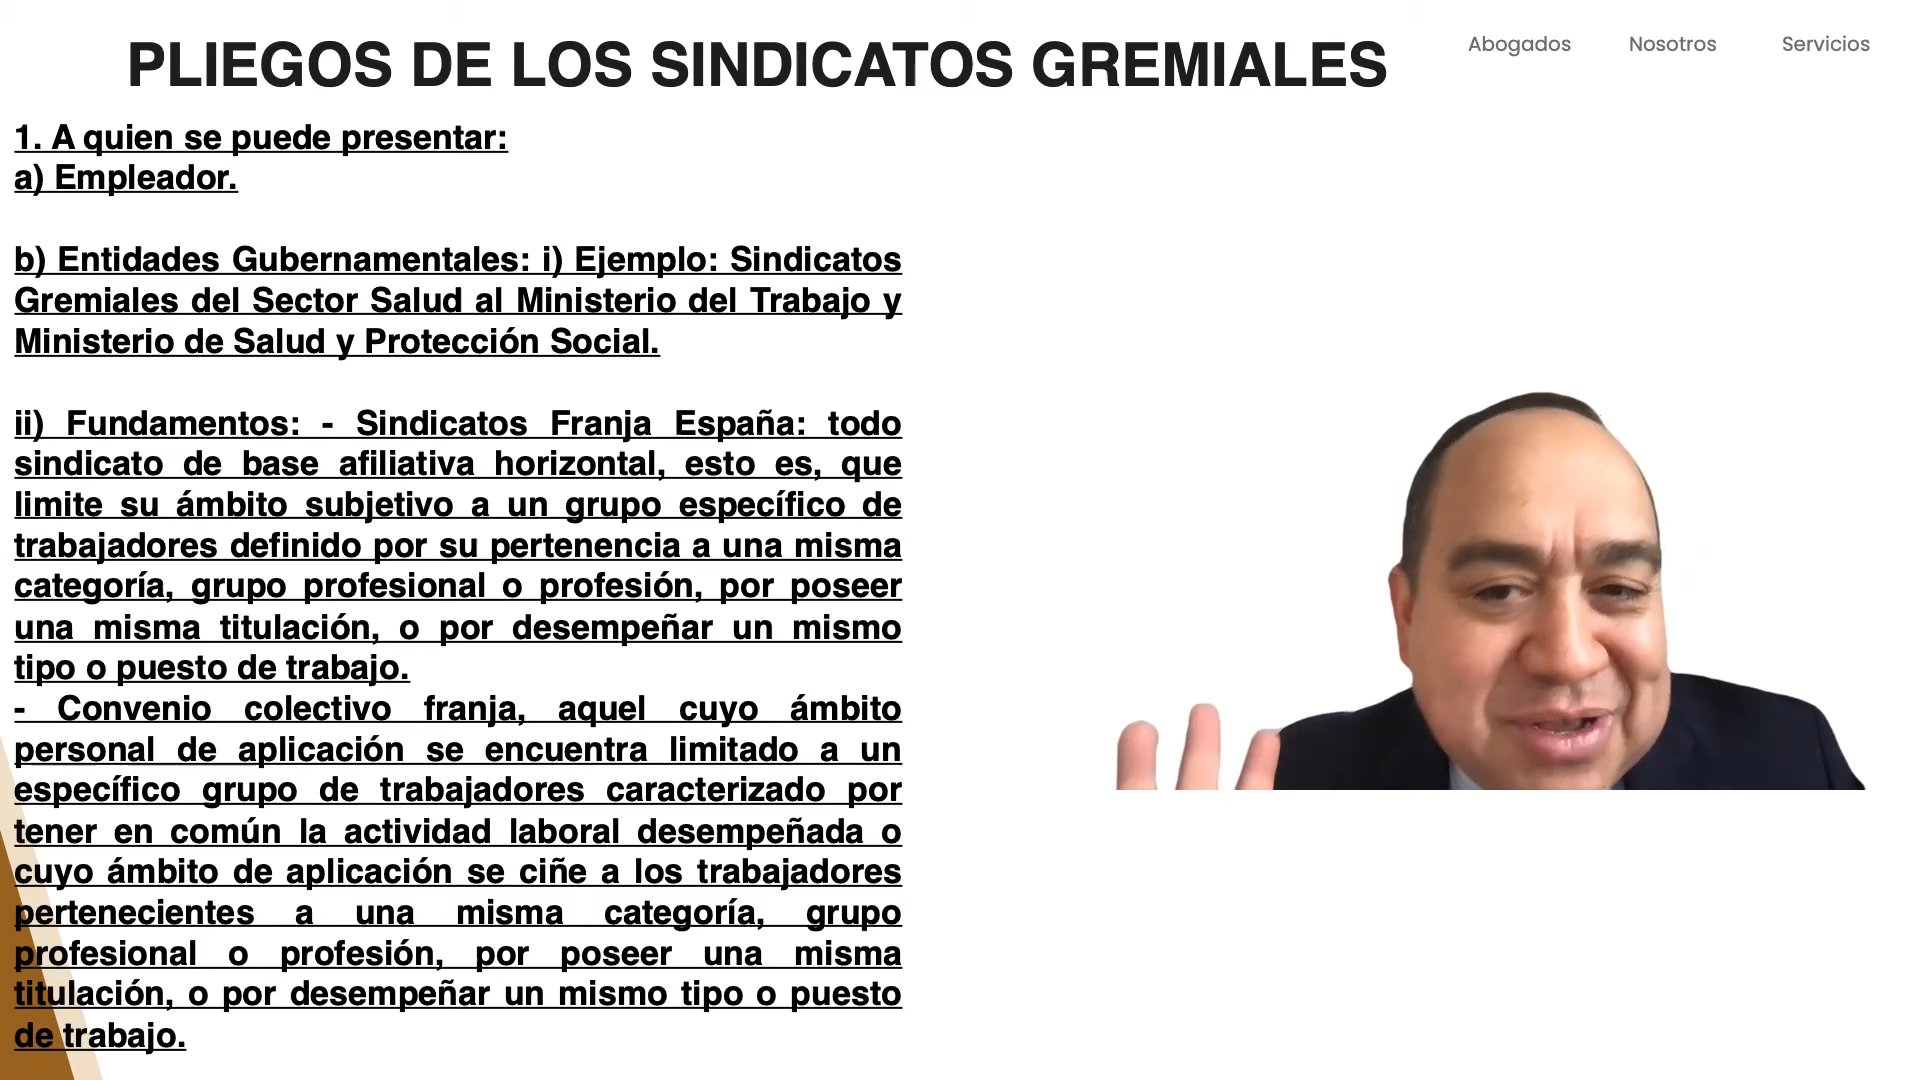 PLIEGOS DE LOS SINDICATOS GREMIALES
Abogados Nosotros Servicios
1. A quien se puede presentar:
a) Empleador.
b) Entidades Gubernamentales: i) Ejemplo: Sindicatos
Gremiales del Sector Salud al Ministerio del Trabajo y
Ministerio de Salud y Protección Social.
ii) Fundamentos: - Sindicatos Franja España: todo
sindicato de base afiliativa horizontal, esto es, que
limite su ámbito subjetivo a un grupo específico de
trabajadores definido por su pertenencia a una misma
categoría, grupo profesional o profesión, por poseer
una misma titulación, o por desempeñar un mismo
tipo o puesto de trabajo.
- Convenio colectivo franja, aquel cuyo ámbito
personal de aplicación se encuentra limitado a un
específico grupo de trabajadores caracterizado por
tener en común la actividad laboral desempeñada o
cuyo ámbito de aplicación se ciñe a los trabajadores
pertenecientes a una misma categoría, grupo
profesional o profesión, por poseer una misma
titulación, o por desempeñar un mismo tipo o puesto
de trabajo.